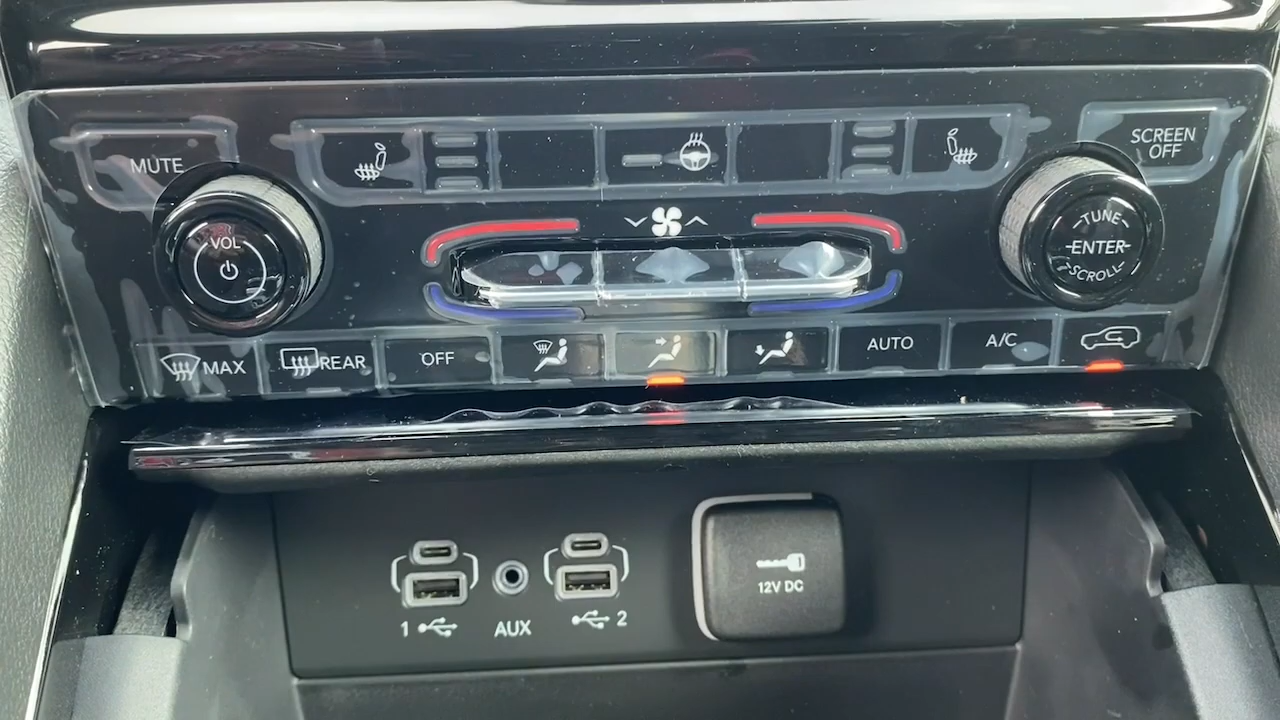 MUTE
SCREEN
OFF
VOL
TUNE
ENTER
SCROLL
MAX
REAR
OFF
AUTO
A/C
1
AUX
2
12V DC